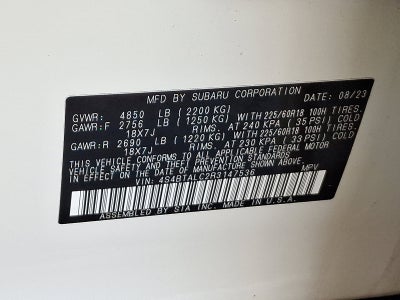 MFD BY SUBARU CORPORATION DATE: 08/23
GVWR: 4850 LB (2200 KG)
GAWR:F 2756 LB (1250 KG) WITH 225/60R18 100H TIRES.
18X7J RIMS. AT 240 KPA (35 PSI) COLD
GAWR:R 2690 LB (1220 KG) WITH 225/60R18 100H TIRES.
18X7J RIMS. AT 230 KPA (33 PSI) COLD
THIS VEHICLE CONFORMS TO ALL APPLICABLE FEDERAL MOTOR
VEHICLE SAFETY AND THEFT PREVENTION STANDARDS
IN EFFECT ON THE DATE OF MANUFACTURE SHOWN ABOVE.
VIN: 4S4BTALC2R3147536 MPV
ASSEMBLED BY SIA INC. MADE IN U.S.A.